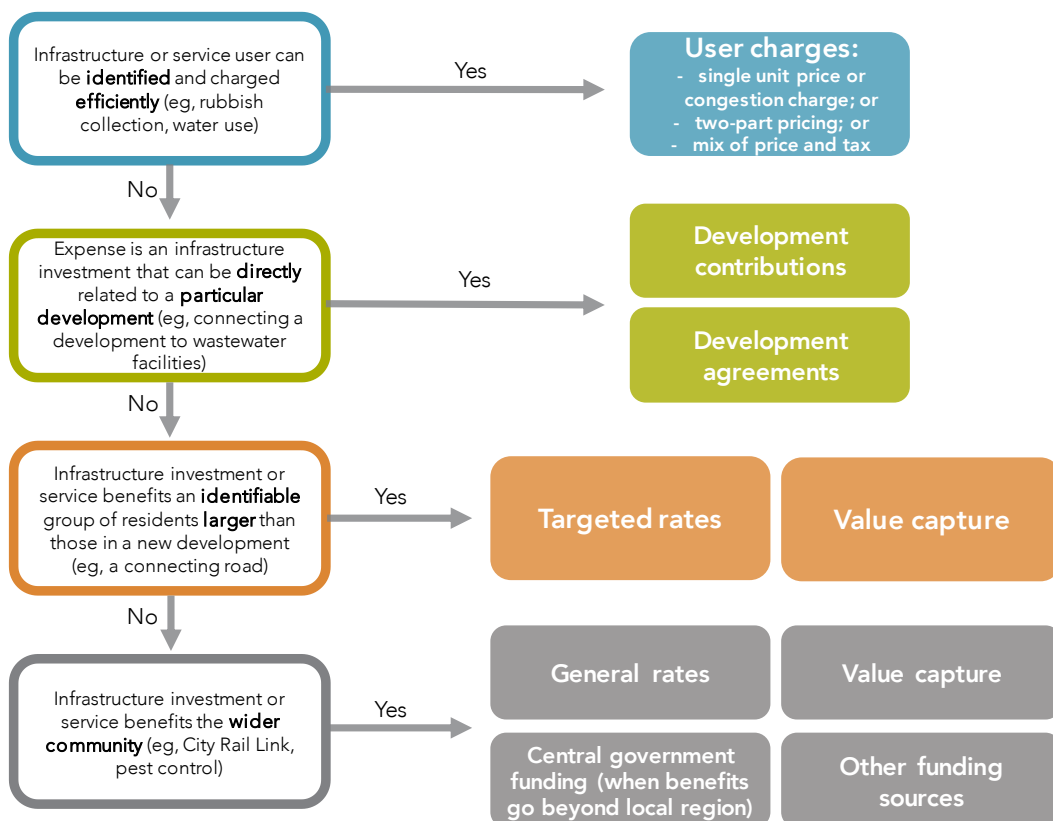 Infrastructure or service user can
be identified and charged
efficiently (eg, rubbish
collection, water use)
Yes
User charges:
- single unit price or
congestion charge; or
- two-part pricing; or
- mix of price and tax
No
Expense is an infrastructure
investment that can be directly
related to a particular
development (eg, connecting a
development to wastewater
facilities)
Yes
Development
contributions
Development
agreements
No
Infrastructure investment or
service benefits an identifiable
group of residents larger than
those in a new development
(eg, a connecting road)
Yes
Targeted rates
Value capture
No
Infrastructure investment or
service benefits the wider
community (eg, City Rail Link,
pest control)
Yes
General rates
Value capture
Central government
funding (when benefits
go beyond local region)
Other funding
sources